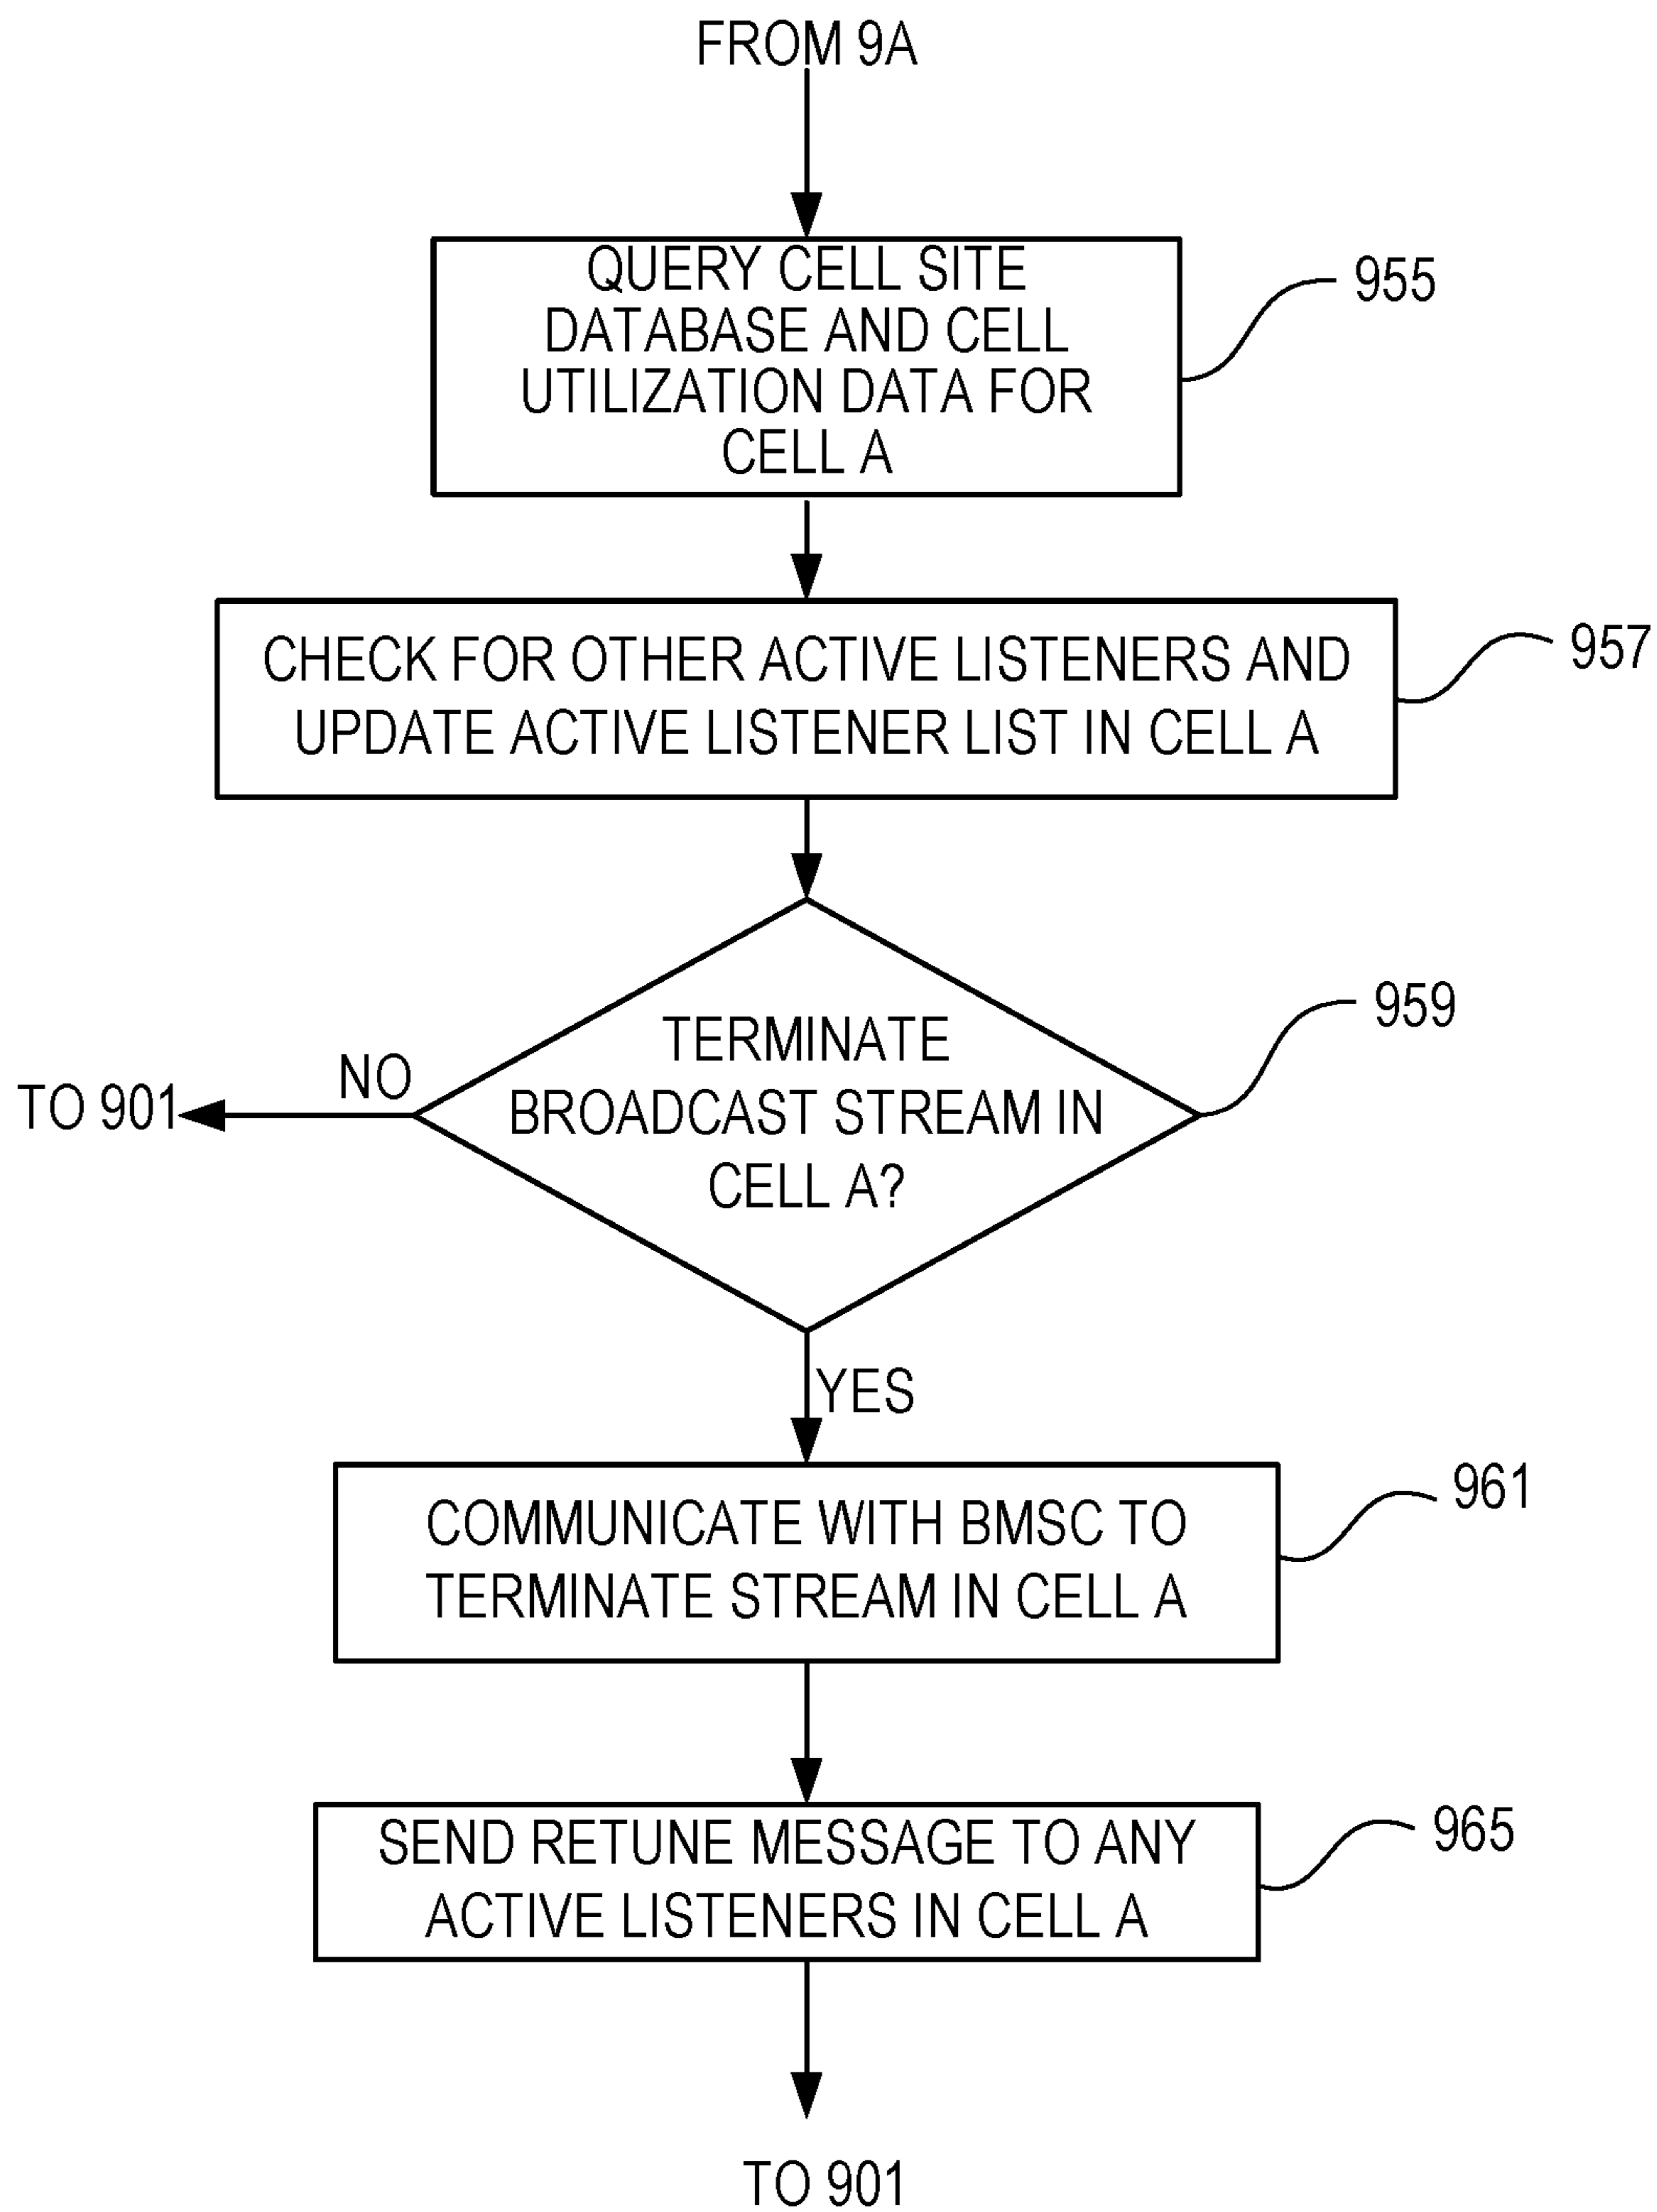 FROM 9A
QUERY CELL SITE
DATABASE AND CELL
UTILIZATION DATA FOR
CELL A
955
CHECK FOR OTHER ACTIVE LISTENERS AND
UPDATE ACTIVE LISTENER LIST IN CELL A
957
TERMINATE
BROADCAST STREAM IN
CELL A?
959
NO
TO 901
YES
COMMUNICATE WITH BMSC TO
TERMINATE STREAM IN CELL A
961
SEND RETUNE MESSAGE TO ANY
ACTIVE LISTENERS IN CELL A
965
TO 901